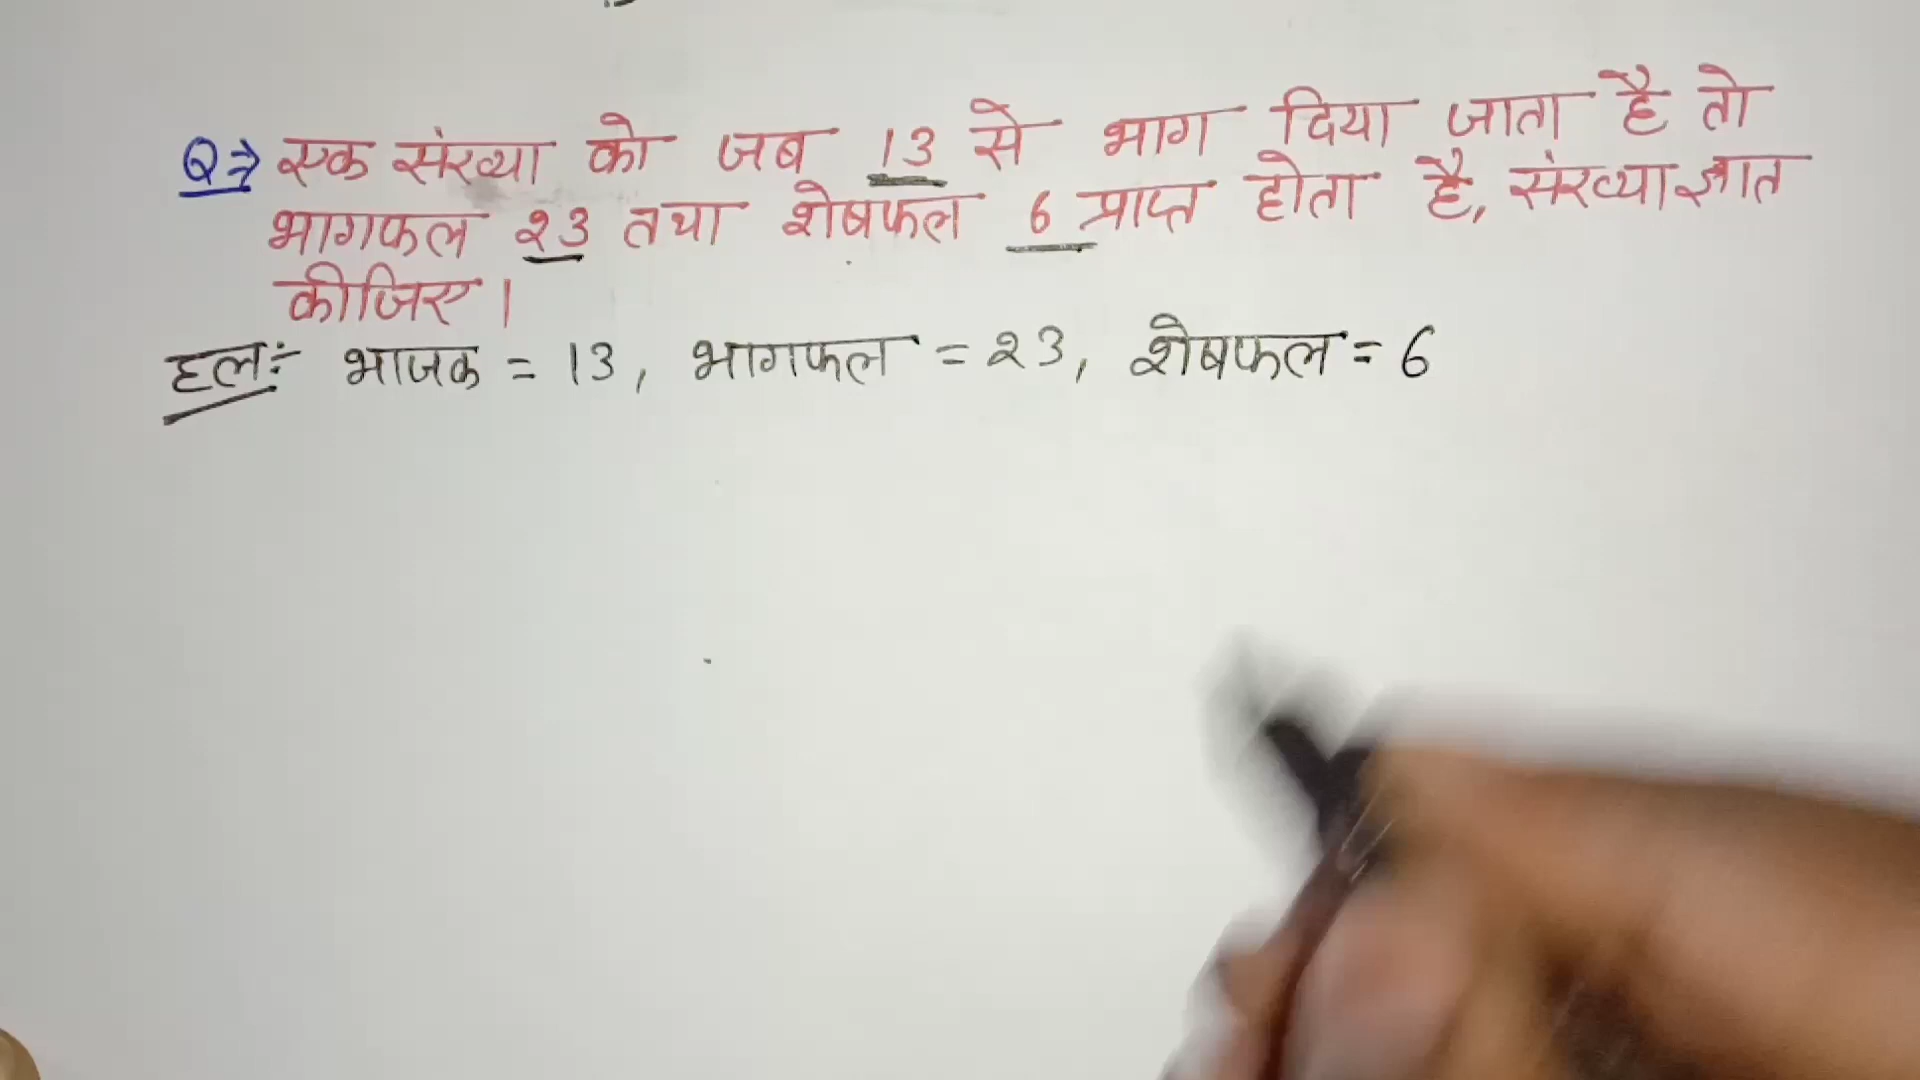 Q⇒ एक संख्या को जब 13 से भाग दिया जाता है तो
भागफल 23 तथा शेषफल 6 प्राप्त होता है, संख्या ज्ञात
कीजिए।
हलः- भाजक = 13, भागफल = 23, शेषफल = 6